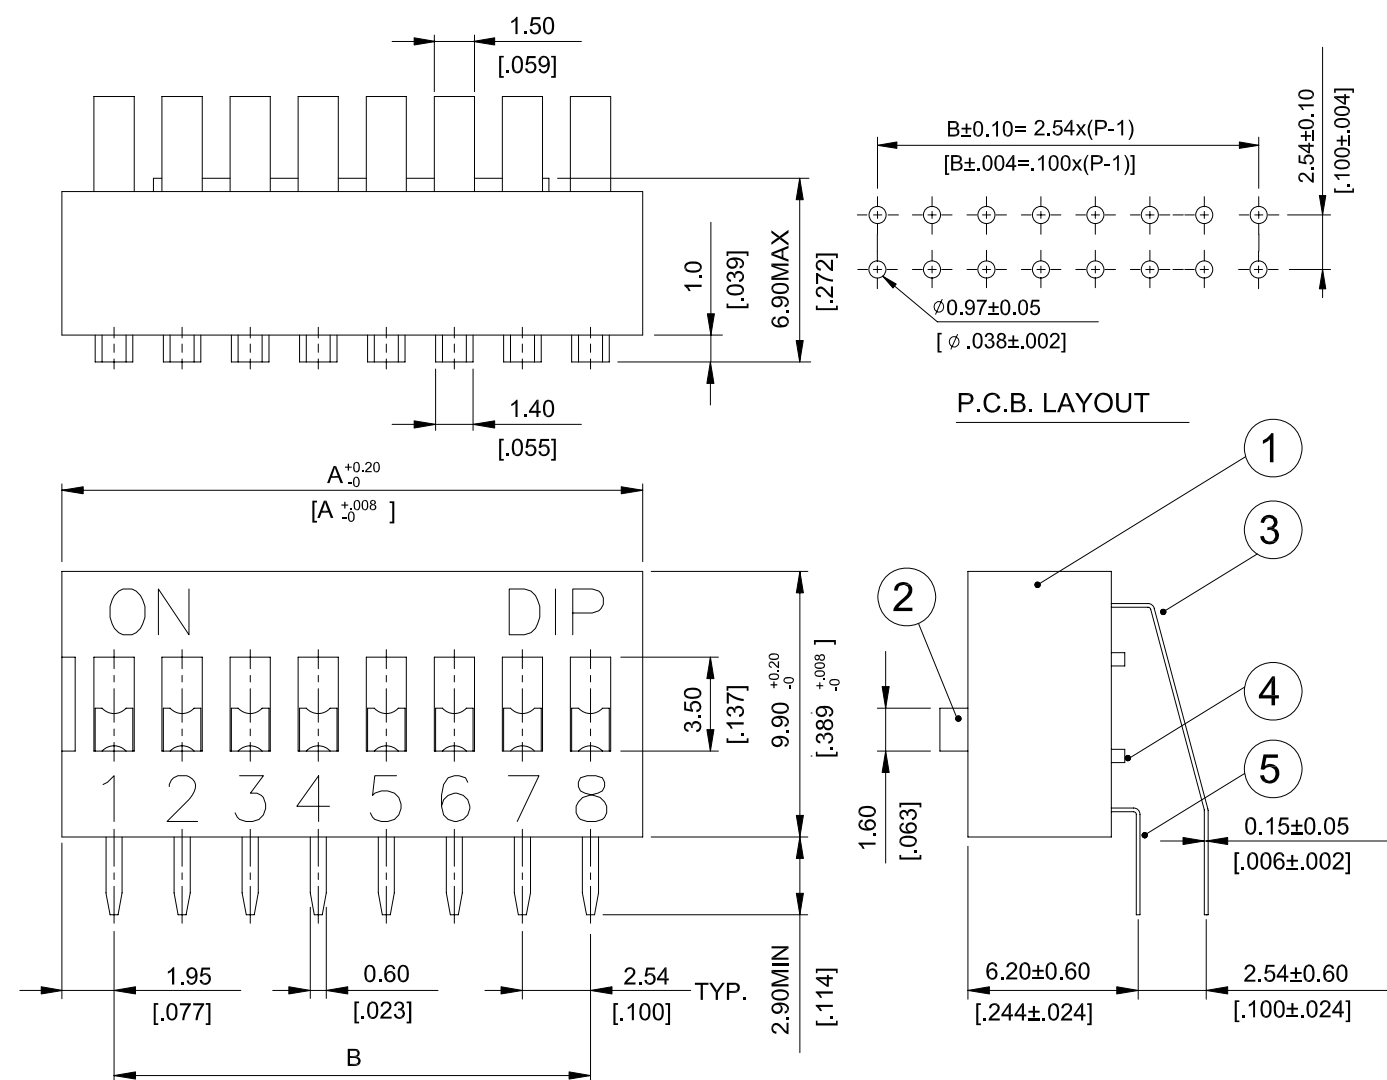 1.50
[.059]
B±0.10= 2.54x(P-1)
[B±.004=.100x(P-1)]
2.54±0.10
[.100±.004]
1.0
[.039]
6.90MAX
[.272]
∅0.97±0.05
[ ∅ .038±.002]
P.C.B. LAYOUT
1.40
[.055]
A +0.20 -0
[A +.008 -0 ]
1
3
2
4
5
ON DIP
3.50
[.137]
9.90 +0.20 -0
[.389 +.008 -0 ]
1 2 3 4 5 6 7 8
1.60
[.063]
0.15±0.05
[.006±.002]
1.95
[.077]
0.60
[.023]
2.54
[.100]
TYP.
2.90MIN
[.114]
6.20±0.60
[.244±.024]
2.54±0.60
[.100±.024]
B